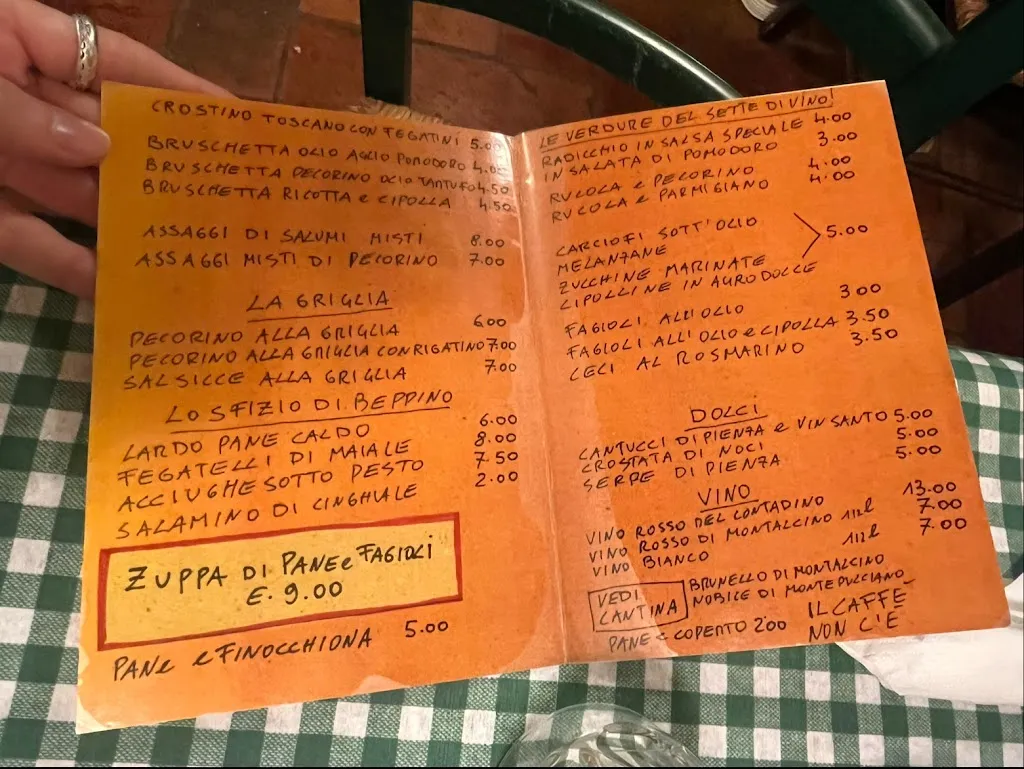 CROSTINO TOSCANO CON FEGATINI 5.00
BRUSCHETTA OLIO AGLIO POMODORO 4.00
BRUSCHETTA PECORINO OLIO TARTUFO 4.50
BRUSCHETTA RICOTTA e CIPOLLA 4.50
ASSAGGI DI SALUMI MISTI 8.00
ASSAGGI MISTI DI PECORINO 7.00
LA GRIGLIA
PECORINO ALLA GRIGLIA 6.00
PECORINO ALLA GRIGLIA CON RIGATINO 7.00
SALSICCE ALLA GRIGLIA 7.00
LO SFIZIO DI BEPPINO
LARDO PANE CALDO 6.00
FEGATELLI DI MAIALE 8.00
ACCIUGHE SOTTO PESTO 7.50
SALAMINO DI CINGHIALE 2.00
ZUPPA DI PANE e FAGIOLI
E. 9.00
PANE e FINOCCHIONA 5.00
LE VERDURE DEL SETTE DI VINO!
RADICCHIO IN SALSA SPECIALE 4.00
INSALATA DI POMODORO 3.00
RUCOLA e PECORINO 4.00
RUCOLA e PARMIGIANO 4.00
CARCIOFI SOTT'OLIO
MELANZANE 5.00
ZUCCHINE MARINATE
CIPOLLINE IN AGRODOLCE
FAGIOLI ALL'OLIO 3.00
FAGIOLI ALL'OLIO e CIPOLLA 3.50
CECI AL ROSMARINO 3.50
DOLCI
CANTUCCI DI PIENZA e VIN SANTO 5.00
CROSTATA DI NOCI 5.00
SERPE DI PIENZA 5.00
VINO
VINO ROSSO DEL CONTADINO 13.00
VINO ROSSO DI MONTALCINO 1/2 l 7.00
VINO BIANCO 1/2 l 7.00
VEDI CANTINA
BRUNELLO DI MONTALCINO
NOBILE DI MONTEPULCIANO
PANE e COPERTO 2.00
IL CAFFÈ
NON C'È